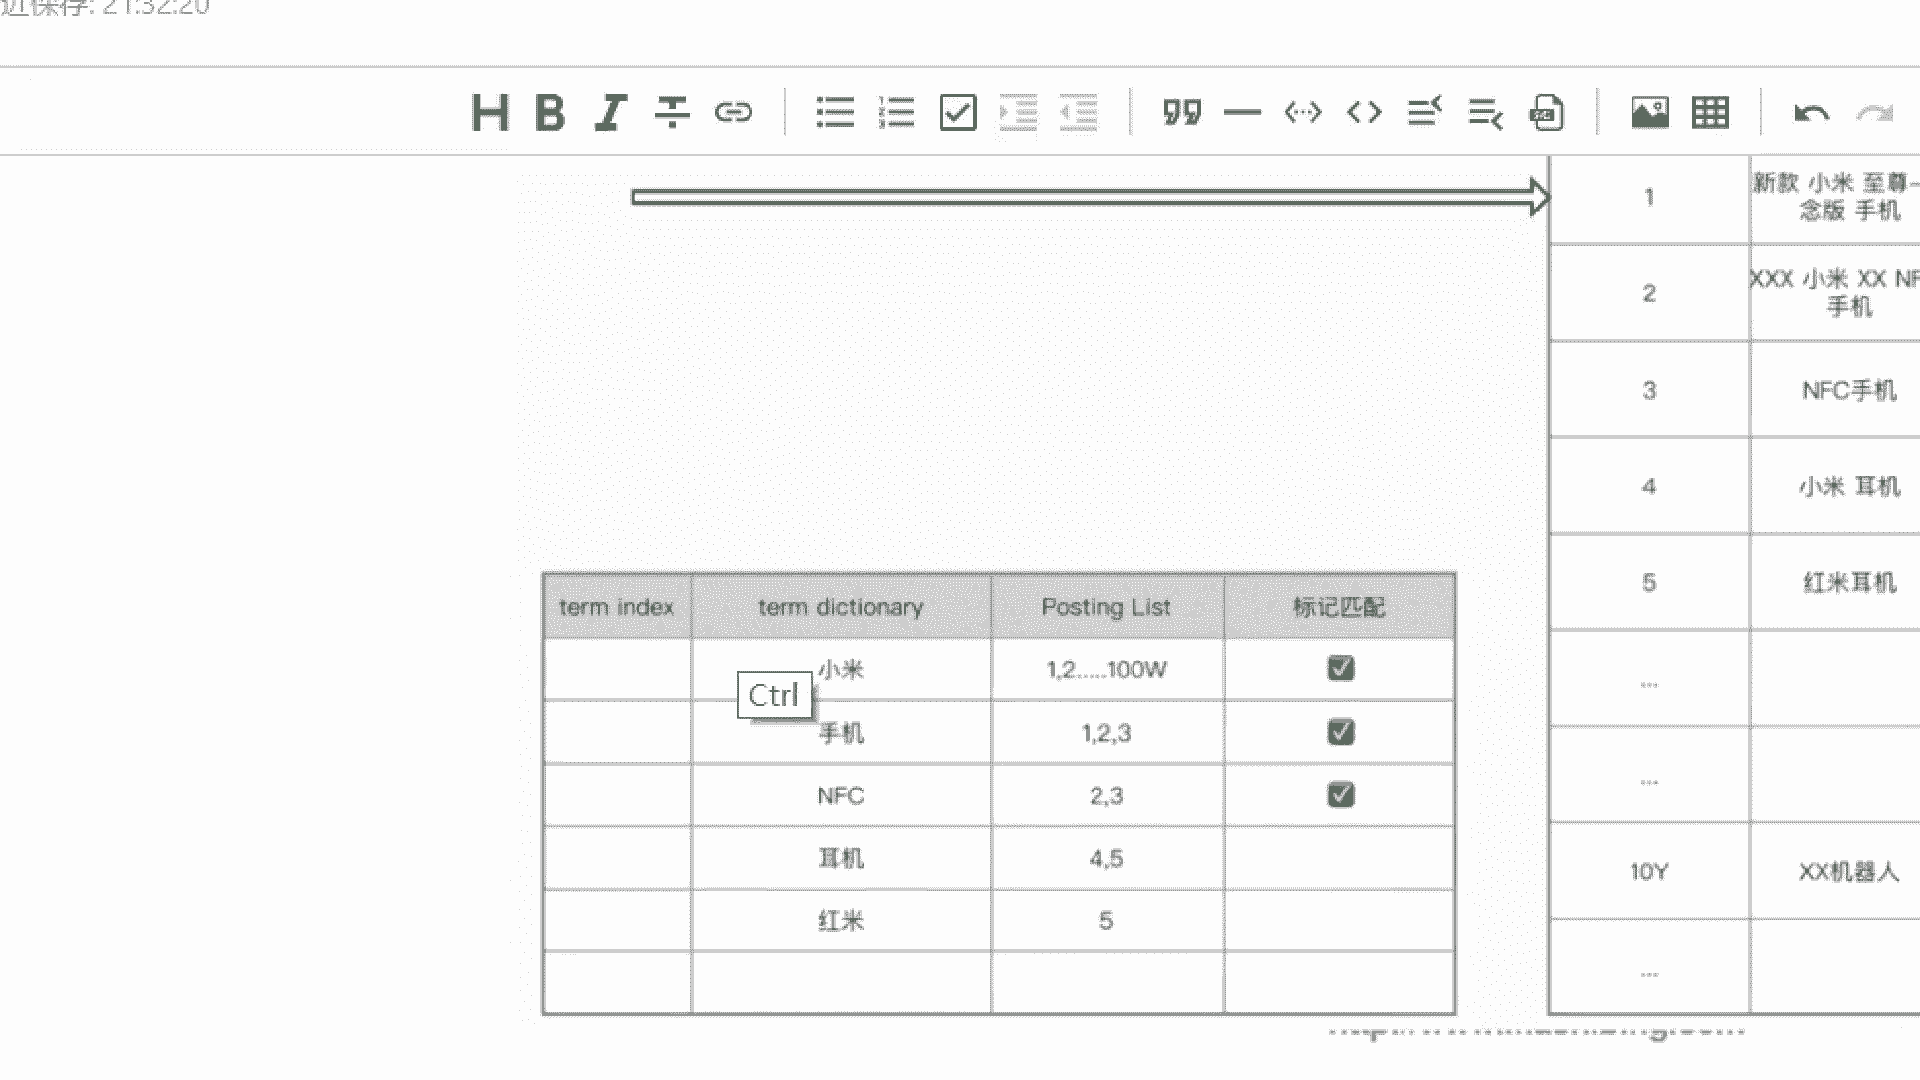 近保存: 21:32:20
H B I
1 新款 小米 至尊
念版 手机
2 XXX 小米 XX NF
手机
3 NFC手机
4 小米 耳机
5 红米耳机
...
...
10Y XX机器人
...
term index term dictionary Posting List 标记匹配
小米 1,2.....100W
Ctrl
手机 1,2,3
NFC 2,3
耳机 4,5
红米 5